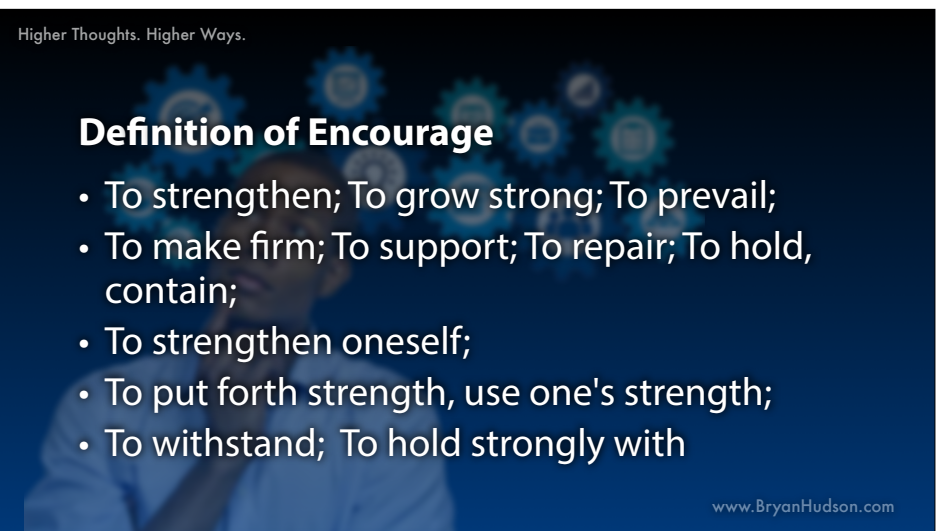 Higher Thoughts. Higher Ways.
Definition of Encourage
• To strengthen; To grow strong; To prevail;
• To make firm; To support; To repair; To hold,
contain;
• To strengthen oneself;
• To put forth strength, use one's strength;
• To withstand;  To hold strongly with
www.BryanHudson.com